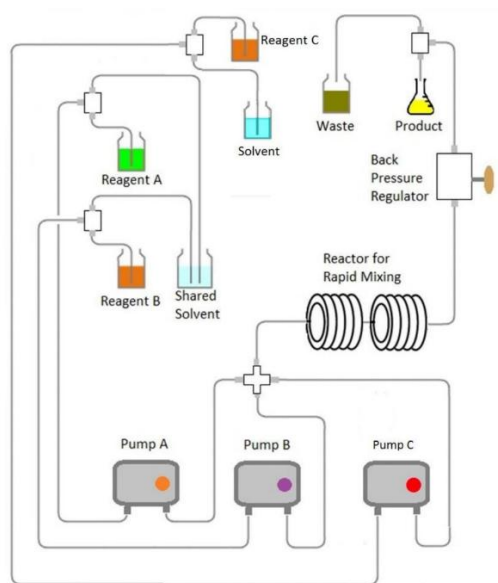 Reagent C
Solvent
Waste
Product
Reagent A
Back
Pressure
Regulator
Reagent B
Shared
Solvent
Reactor for
Rapid Mixing
Pump A
Pump B
Pump C